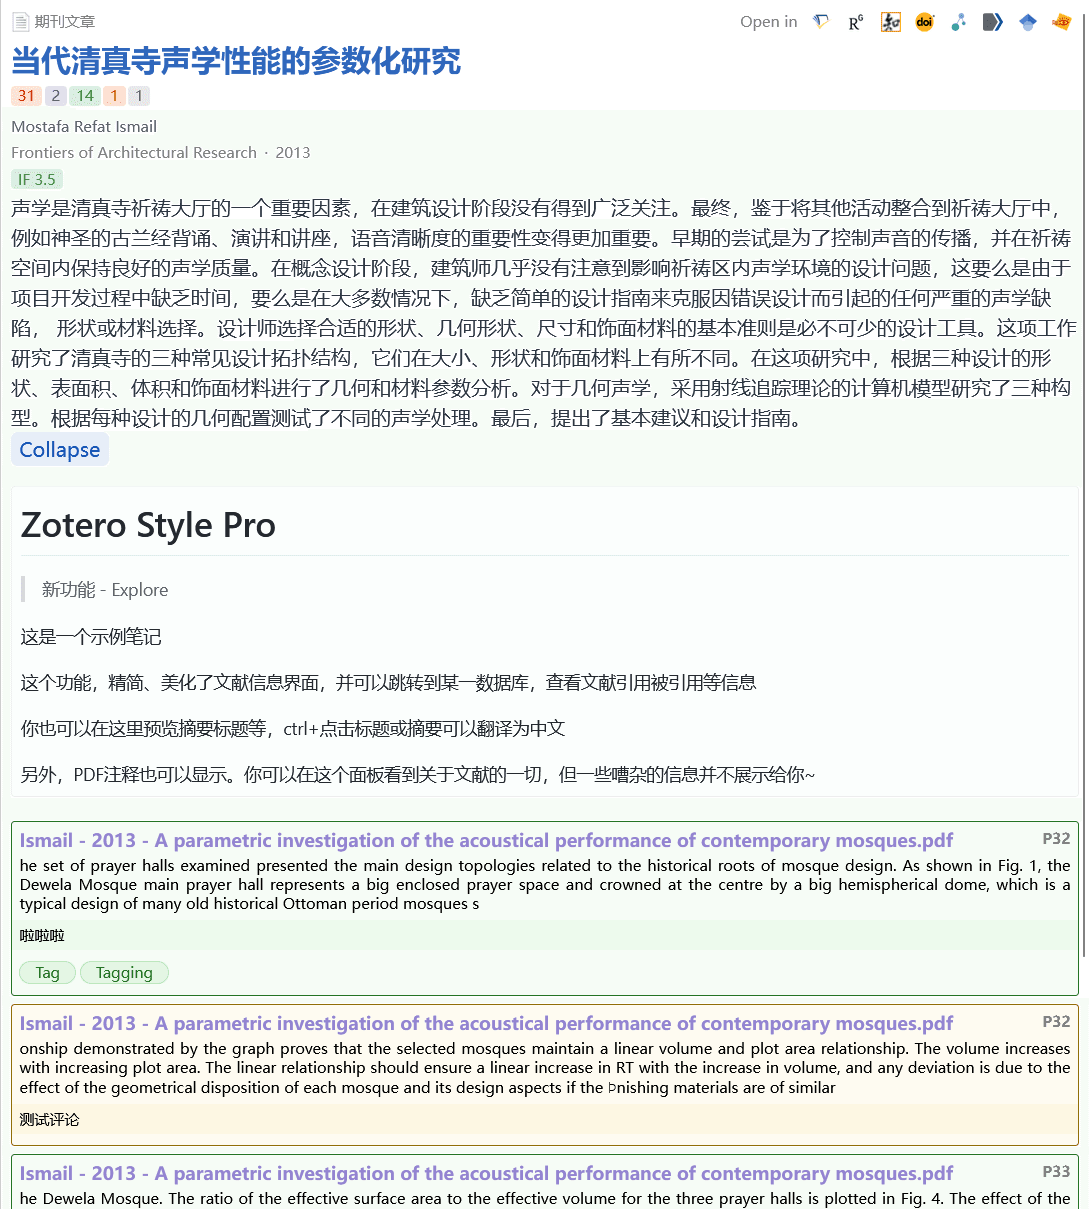 期刊文章
Open in
R^G
知
doi
当代清真寺声学性能的参数化研究
31 2 14 1 1
Mostafa Refat Ismail
Frontiers of Architectural Research · 2013
IF 3.5
声学是清真寺祈祷大厅的一个重要因素，在建筑设计阶段没有得到广泛关注。最终，鉴于将其他活动整合到祈祷大厅中，
例如神圣的古兰经背诵、演讲和讲座，语音清晰度的重要性变得更加重要。早期的尝试是为了控制声音的传播，并在祈祷
空间内保持良好的声学质量。在概念设计阶段，建筑师几乎没有注意到影响祈祷区内声学环境的设计问题，这要么是由于
项目开发过程中缺乏时间，要么是在大多数情况下，缺乏简单的设计指南来克服因错误设计而引起的任何严重的声学缺
陷， 形状或材料选择。设计师选择合适的形状、几何形状、尺寸和饰面材料的基本准则是必不可少的设计工具。这项工作
研究了清真寺的三种常见设计拓扑结构，它们在大小、形状和饰面材料上有所不同。在这项研究中，根据三种设计的形
状、表面积、体积和饰面材料进行了几何和材料参数分析。对于几何声学，采用射线追踪理论的计算机模型研究了三种构
型。根据每种设计的几何配置测试了不同的声学处理。最后，提出了基本建议和设计指南。
Collapse
Zotero Style Pro
新功能 - Explore
这是一个示例笔记
这个功能，精简、美化了文献信息界面，并可以跳转到某一数据库，查看文献引用被引用等信息
你也可以在这里预览摘要标题等，ctrl+点击标题或摘要可以翻译为中文
另外，PDF注释也可以显示。你可以在这个面板看到关于文献的一切，但一些嘈杂的信息并不展示给你~
Ismail - 2013 - A parametric investigation of the acoustical performance of contemporary mosques.pdf P32
he set of prayer halls examined presented the main design topologies related to the historical roots of mosque design. As shown in Fig. 1, the
Dewela Mosque main prayer hall represents a big enclosed prayer space and crowned at the centre by a big hemispherical dome, which is a
typical design of many old historical Ottoman period mosques s
啦啦啦
Tag Tagging
Ismail - 2013 - A parametric investigation of the acoustical performance of contemporary mosques.pdf P32
onship demonstrated by the graph proves that the selected mosques maintain a linear volume and plot area relationship. The volume increases
with increasing plot area. The linear relationship should ensure a linear increase in RT with the increase in volume, and any deviation is due to the
effect of the geometrical disposition of each mosque and its design aspects if the Þnishing materials are of similar
测试评论
Ismail - 2013 - A parametric investigation of the acoustical performance of contemporary mosques.pdf P33
he Dewela Mosque. The ratio of the effective surface area to the effective volume for the three prayer halls is plotted in Fig. 4. The effect of the